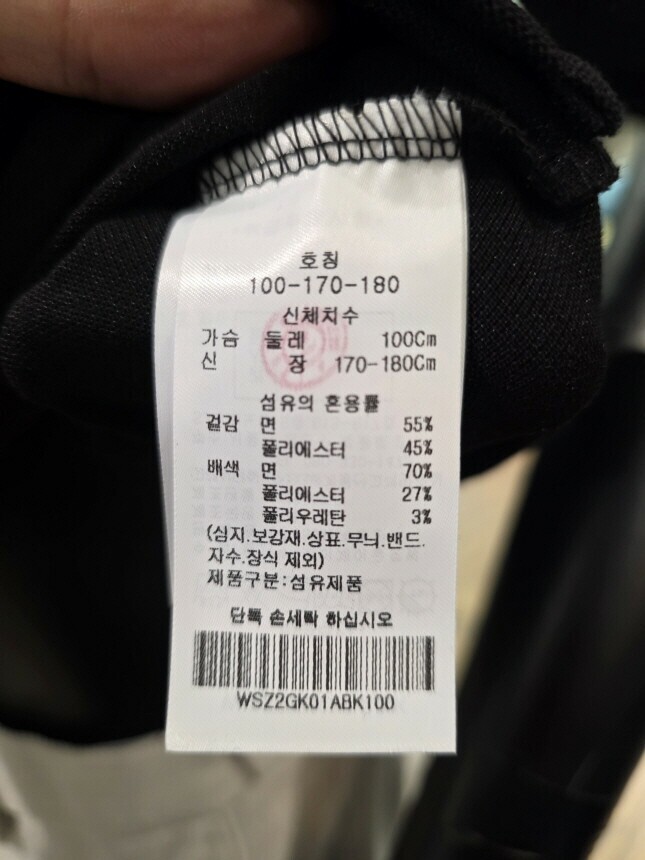 호칭
100-170-180
신체치수
가슴 둘레 100Cm
신 장 170-180Cm
섬유의 혼용률
겉감 면 55%
폴리에스터 45%
배색 면 70%
폴리에스터 27%
폴리우레탄 3%
(심지.보강재.상표.무늬.밴드.
자수.장식 제외)
제품구분:섬유제품
단독 손세탁 하십시오
WSZ2GK01ABK100